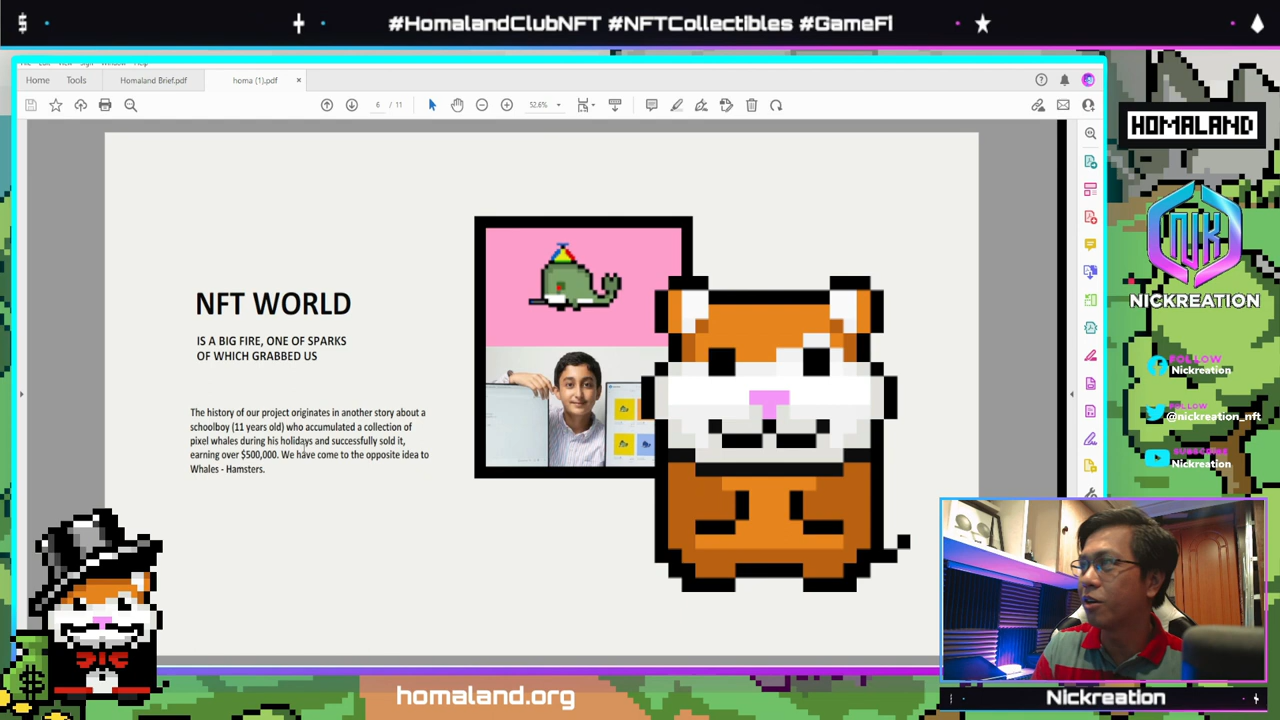 #HomalandClubNFT #NFTCollectibles #GameFi
Home Tools Homaland Brief.pdf homa (1).pdf ×
6 / 11 52.6%
HOMALAND
NFT WORLD
IS A BIG FIRE, ONE OF SPARKS
OF WHICH GRABBED US
The history of our project originates in another story about a
schoolboy (11 years old) who accumulated a collection of
pixel whales during his holidays and successfully sold it,
earning over $500,000. We have come to the opposite idea to
Whales - Hamsters.
NK
NICKREATION
FOLLOW
Nickreation
FOLLOW
@nickreation_nft
SUBSCRIBE
Nickreation
homaland.org
Nickreation